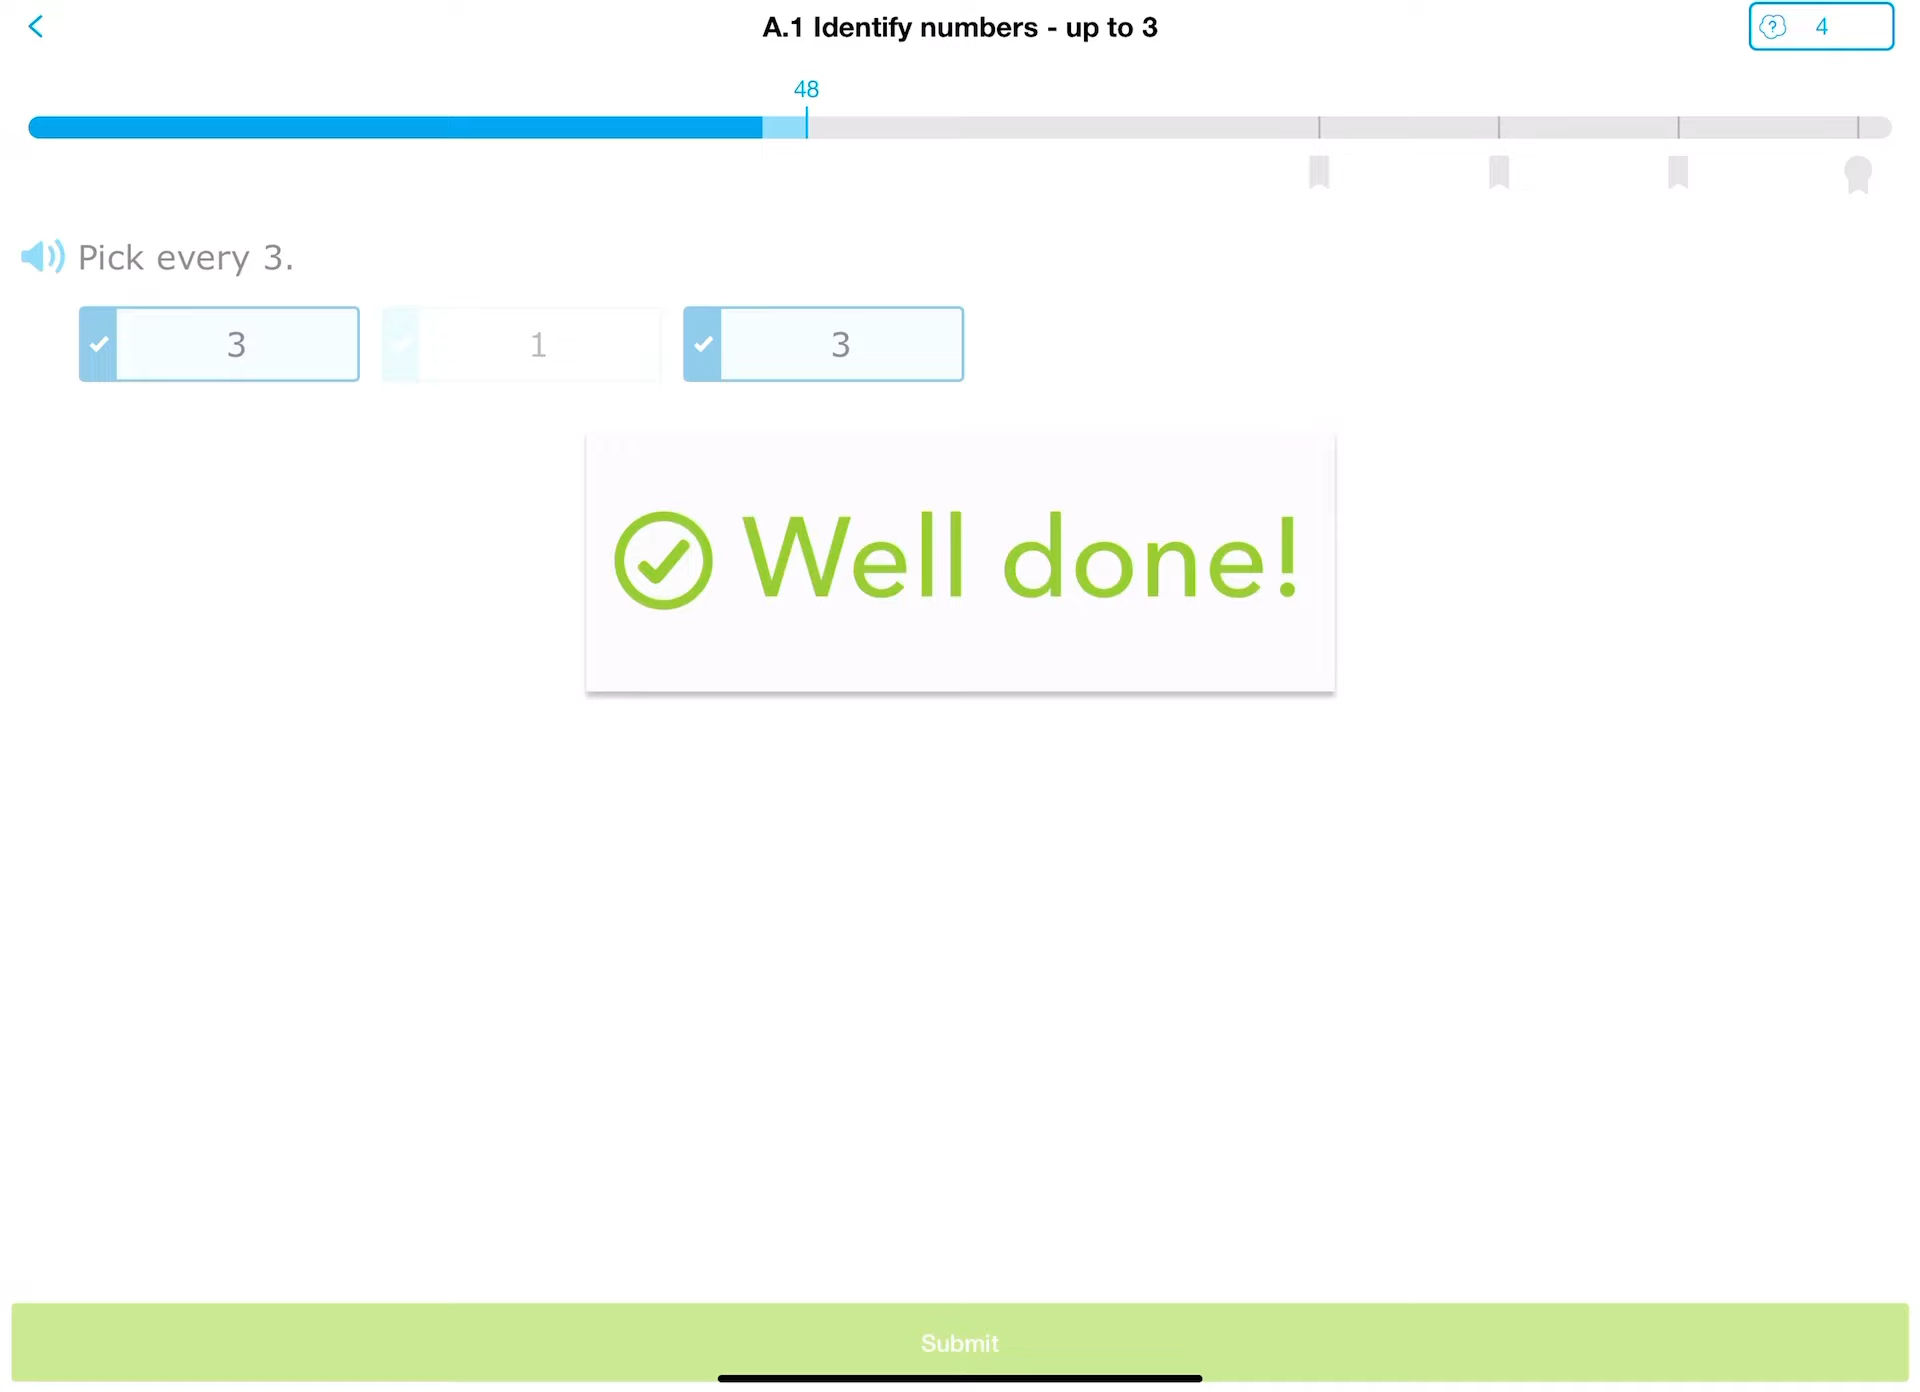 A.1 Identify numbers - up to 3
? 4
48
Pick every 3.
3 1 3
Well done!
Submit